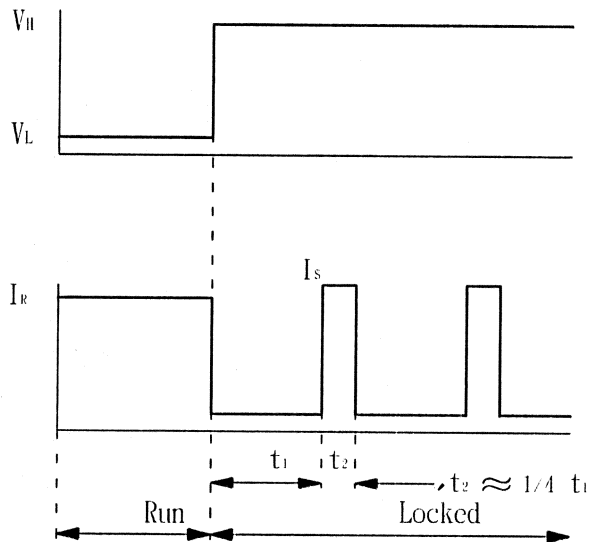 VH
VL
IS
IR
t1 t2
, t2 ≈ 1/4 t1
Run Locked